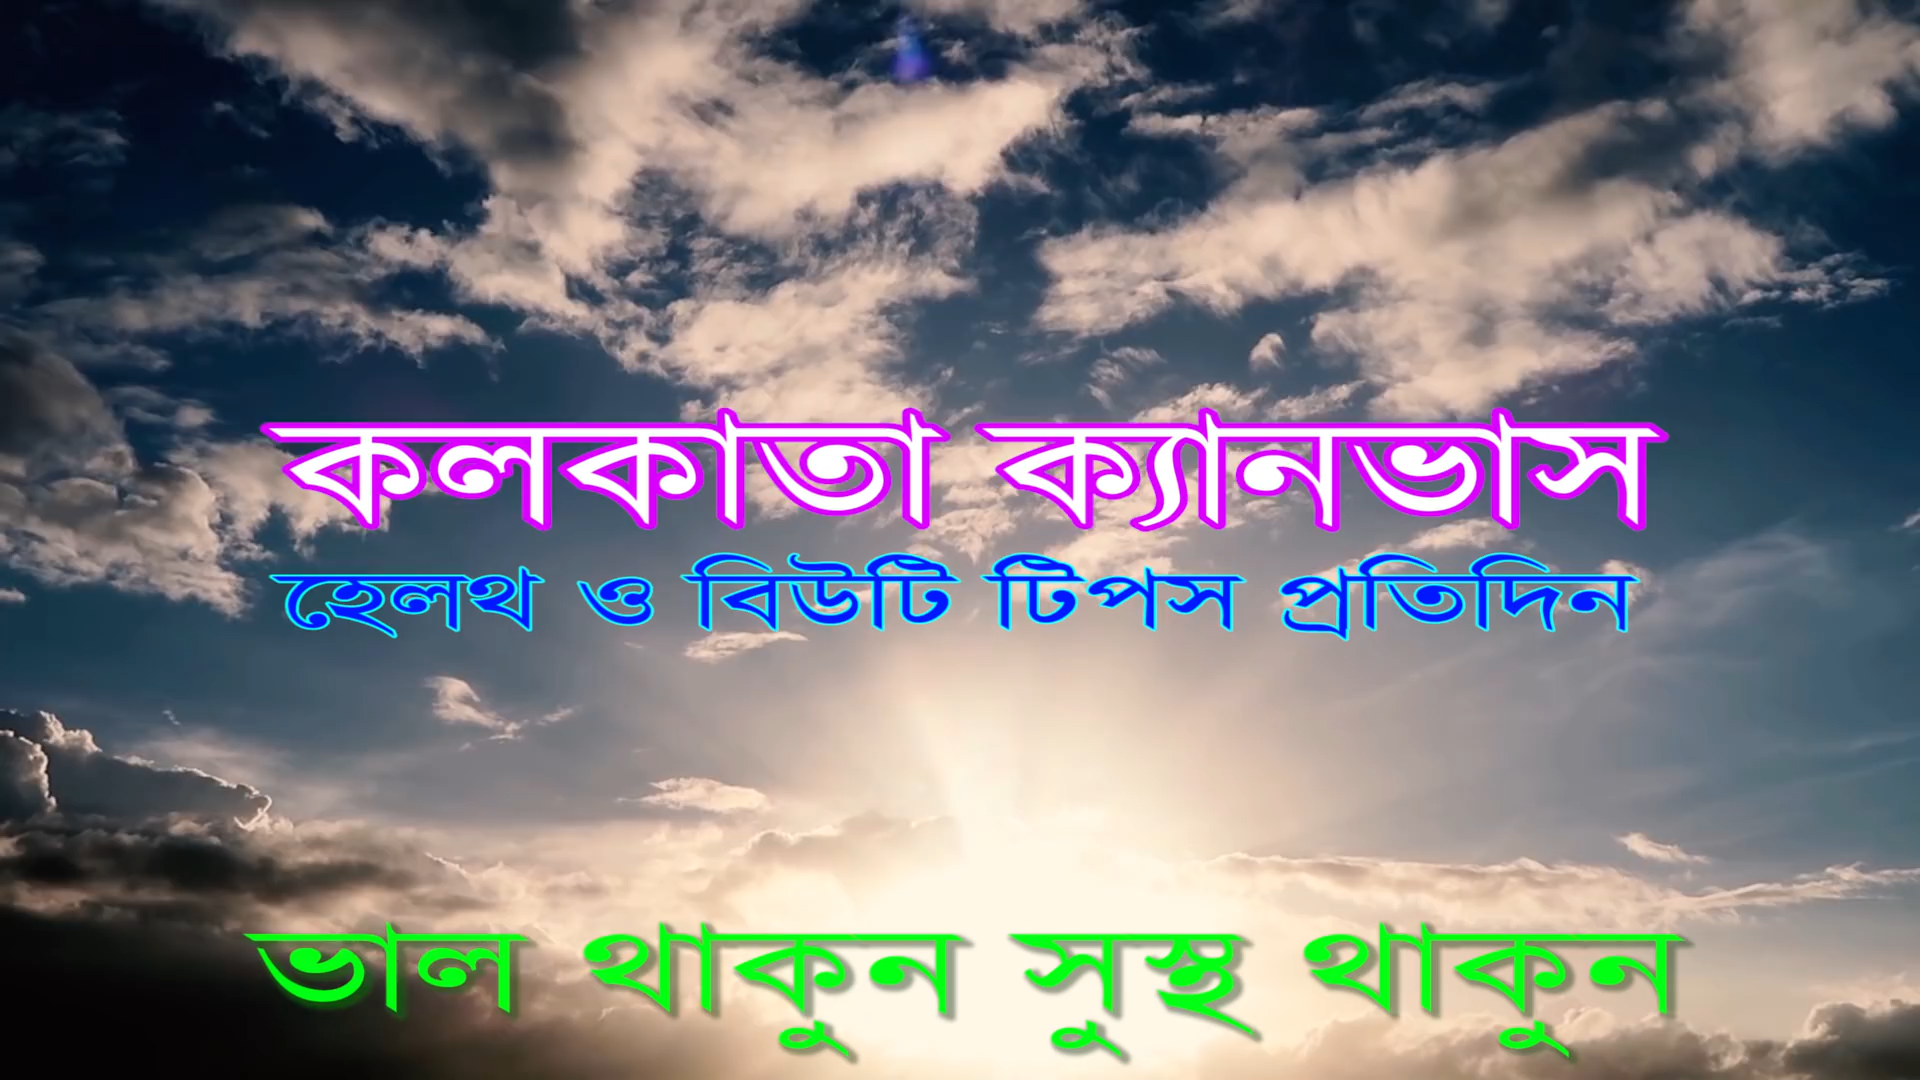 কলকাতা ক্যানভাস
হেলথ ও বিউটি টিপস প্রতিদিন
ভাল থাকুন সুস্থ থাকুন